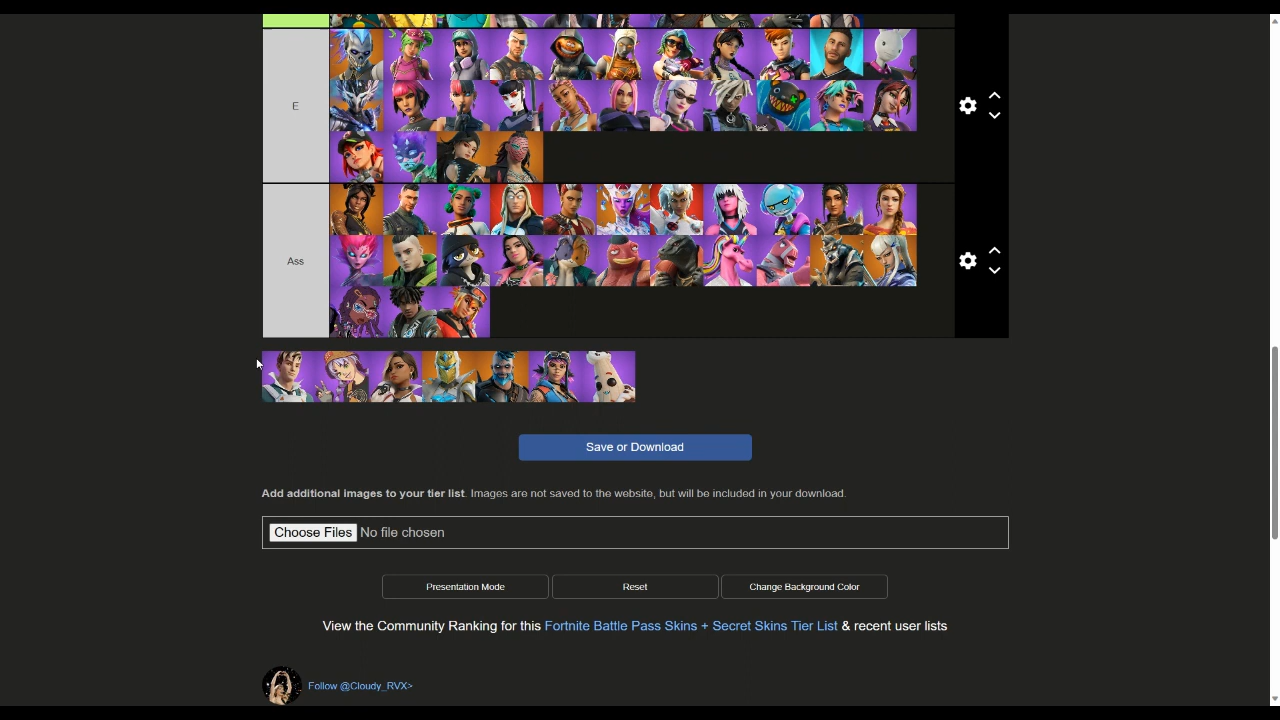 E
Ass
Save or Download
Add additional images to your tier list. Images are not saved to the website, but will be included in your download.
Choose Files No file chosen
Presentation Mode Reset Change Background Color
View the Community Ranking for this Fortnite Battle Pass Skins + Secret Skins Tier List & recent user lists
Follow @Cloudy_RVX>